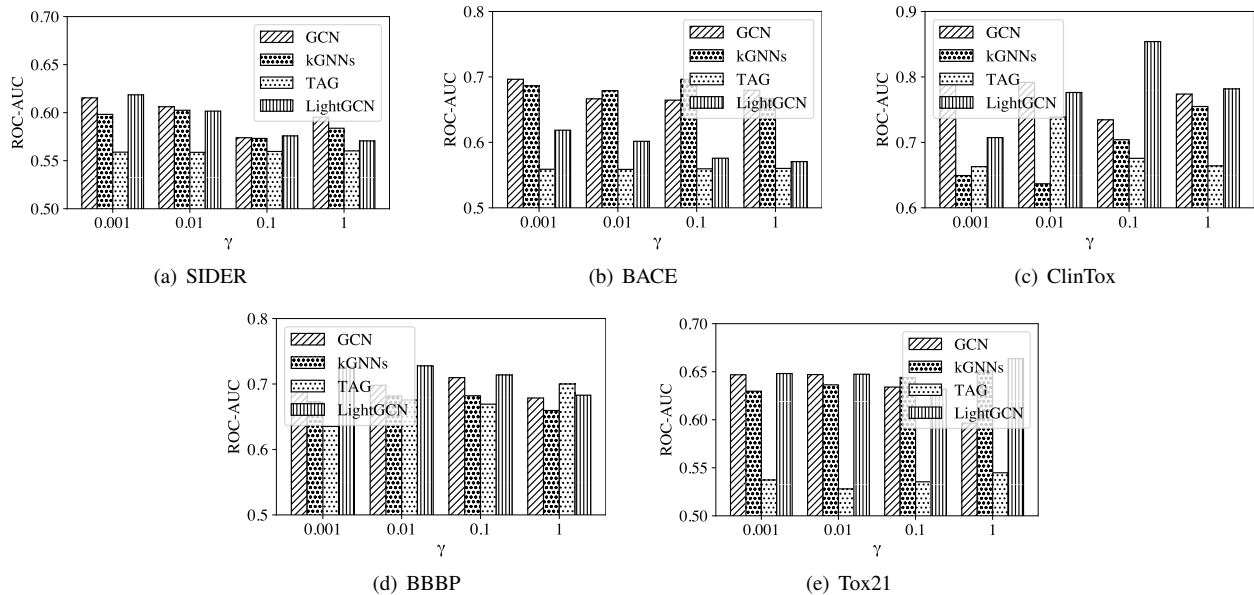 0.70
0.65
0.60
0.55
0.50
ROC-AUC
GCN
kGNNs
TAG
LightGCN
0.001 0.01 0.1 1
γ
(a) SIDER
0.8
0.7
0.6
0.5
ROC-AUC
GCN
kGNNs
TAG
LightGCN
0.001 0.01 0.1 1
γ
(b) BACE
0.9
0.8
0.7
0.6
ROC-AUC
GCN
kGNNs
TAG
LightGCN
0.001 0.01 0.1 1
γ
(c) ClinTox
0.8
0.7
0.6
0.5
ROC-AUC
GCN
kGNNs
TAG
LightGCN
0.001 0.01 0.1 1
γ
(d) BBBP
0.70
0.65
0.60
0.55
0.50
ROC-AUC
GCN
kGNNs
TAG
LightGCN
0.001 0.01 0.1 1
γ
(e) Tox21